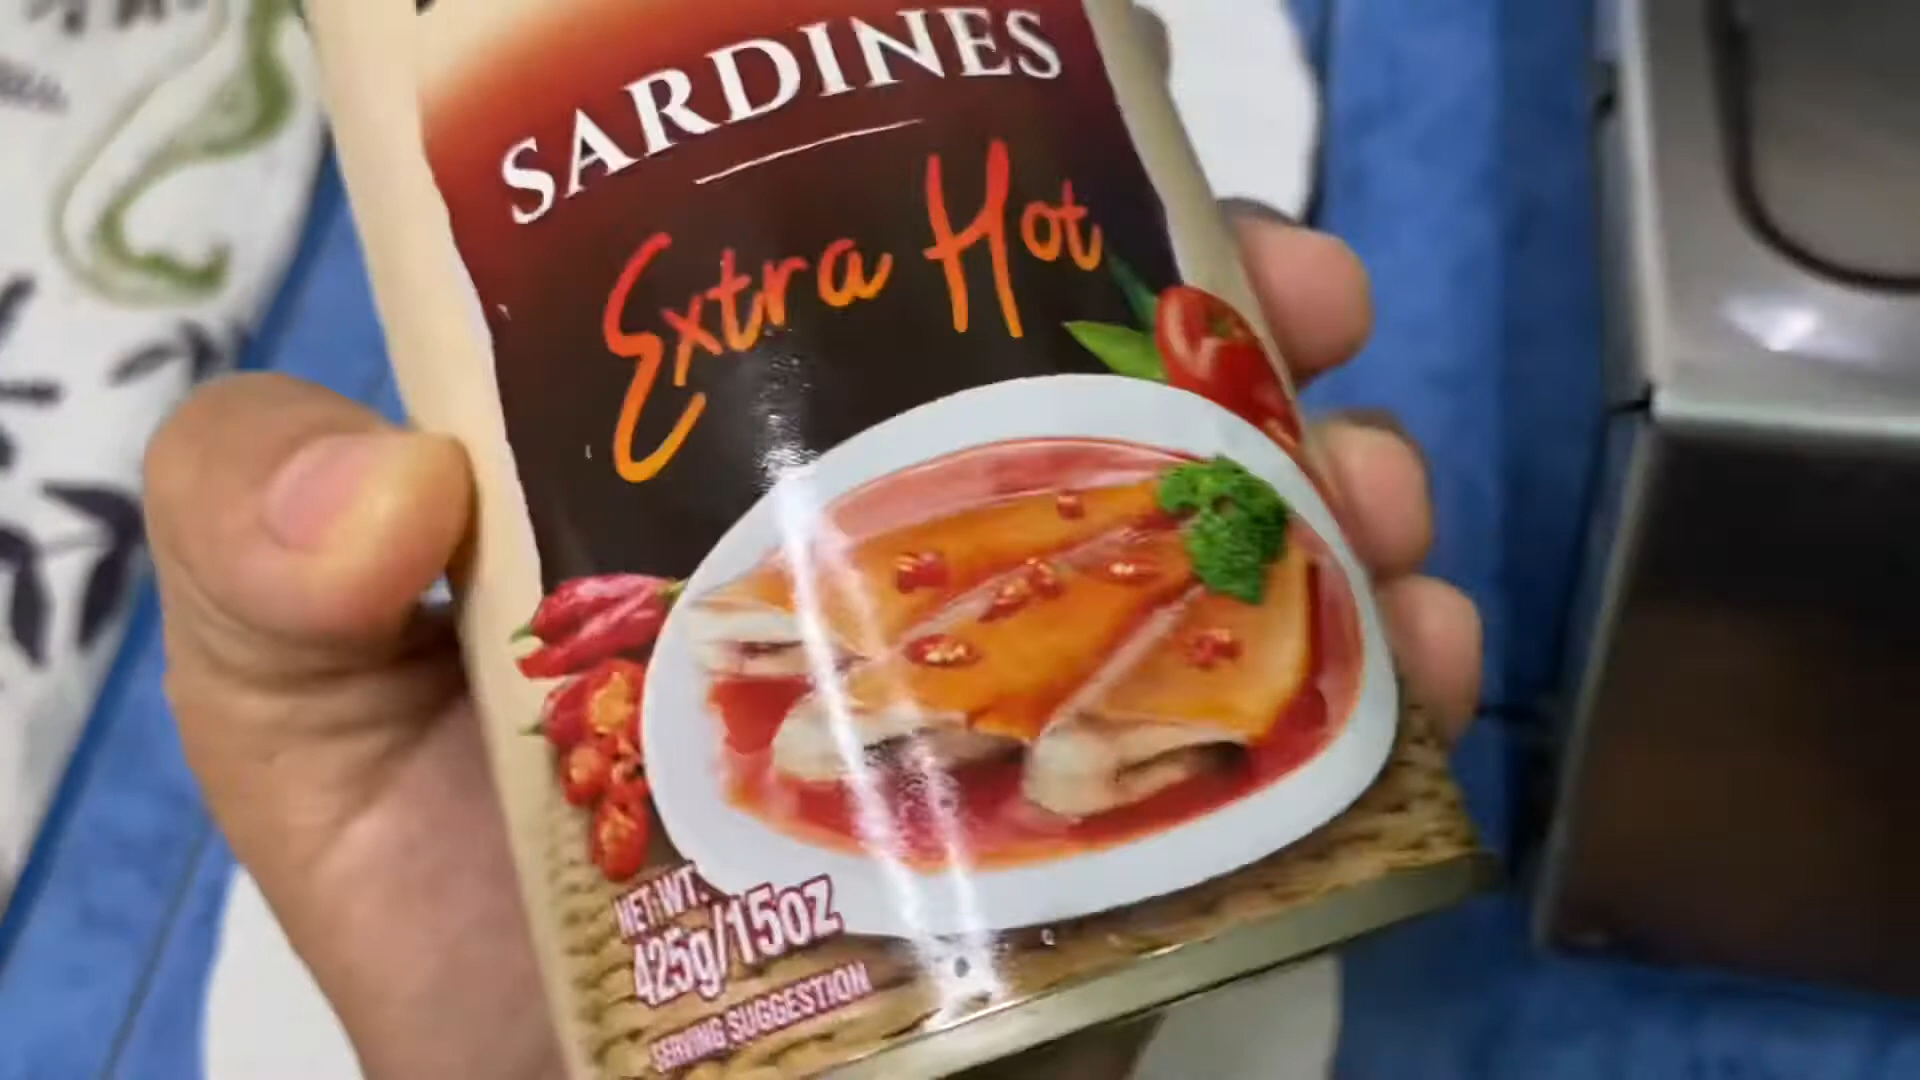 SARDINES
Extra Hot
NET WT.
425g/15oz
SERVING SUGGESTION